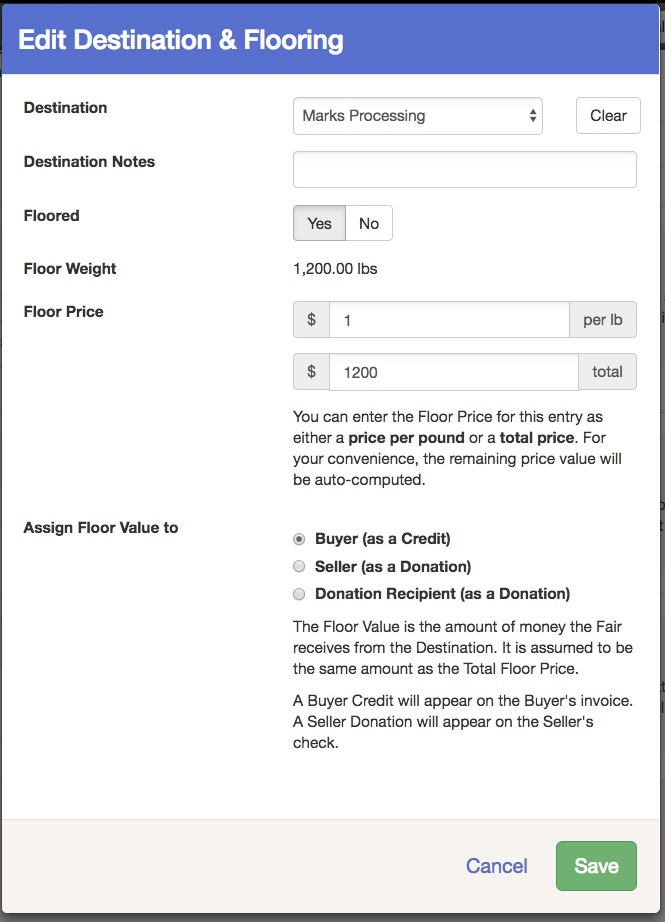 Edit Destination & Flooring
Destination
Marks Processing
Clear
Destination Notes
Floored
Yes No
Floor Weight
1,200.00 lbs
Floor Price
$ 1 per lb
$ 1200 total
You can enter the Floor Price for this entry as
either a price per pound or a total price. For
your convenience, the remaining price value will
be auto-computed.
Assign Floor Value to
Buyer (as a Credit)
Seller (as a Donation)
Donation Recipient (as a Donation)
The Floor Value is the amount of money the Fair
receives from the Destination. It is assumed to be
the same amount as the Total Floor Price.
A Buyer Credit will appear on the Buyer's invoice.
A Seller Donation will appear on the Seller's
check.
Cancel Save